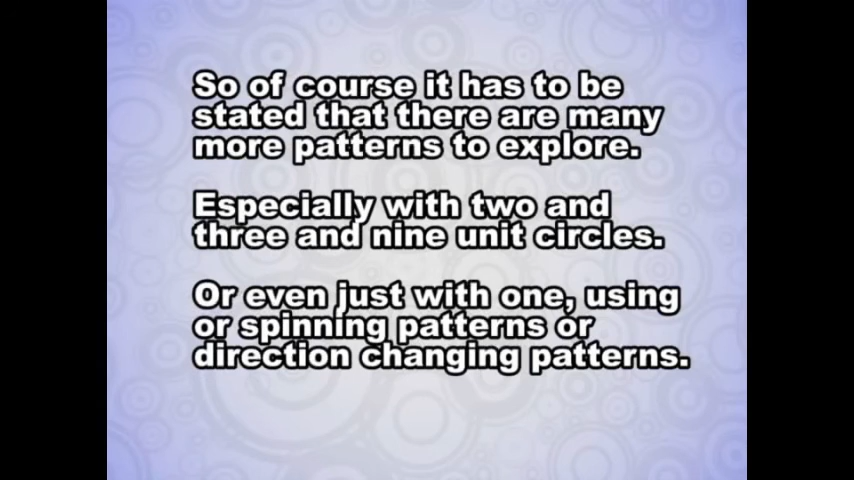 So of course it has to be
stated that there are many
more patterns to explore.
Especially with two and
three and nine unit circles.
Or even just with one, using
or spinning patterns or
direction changing patterns.